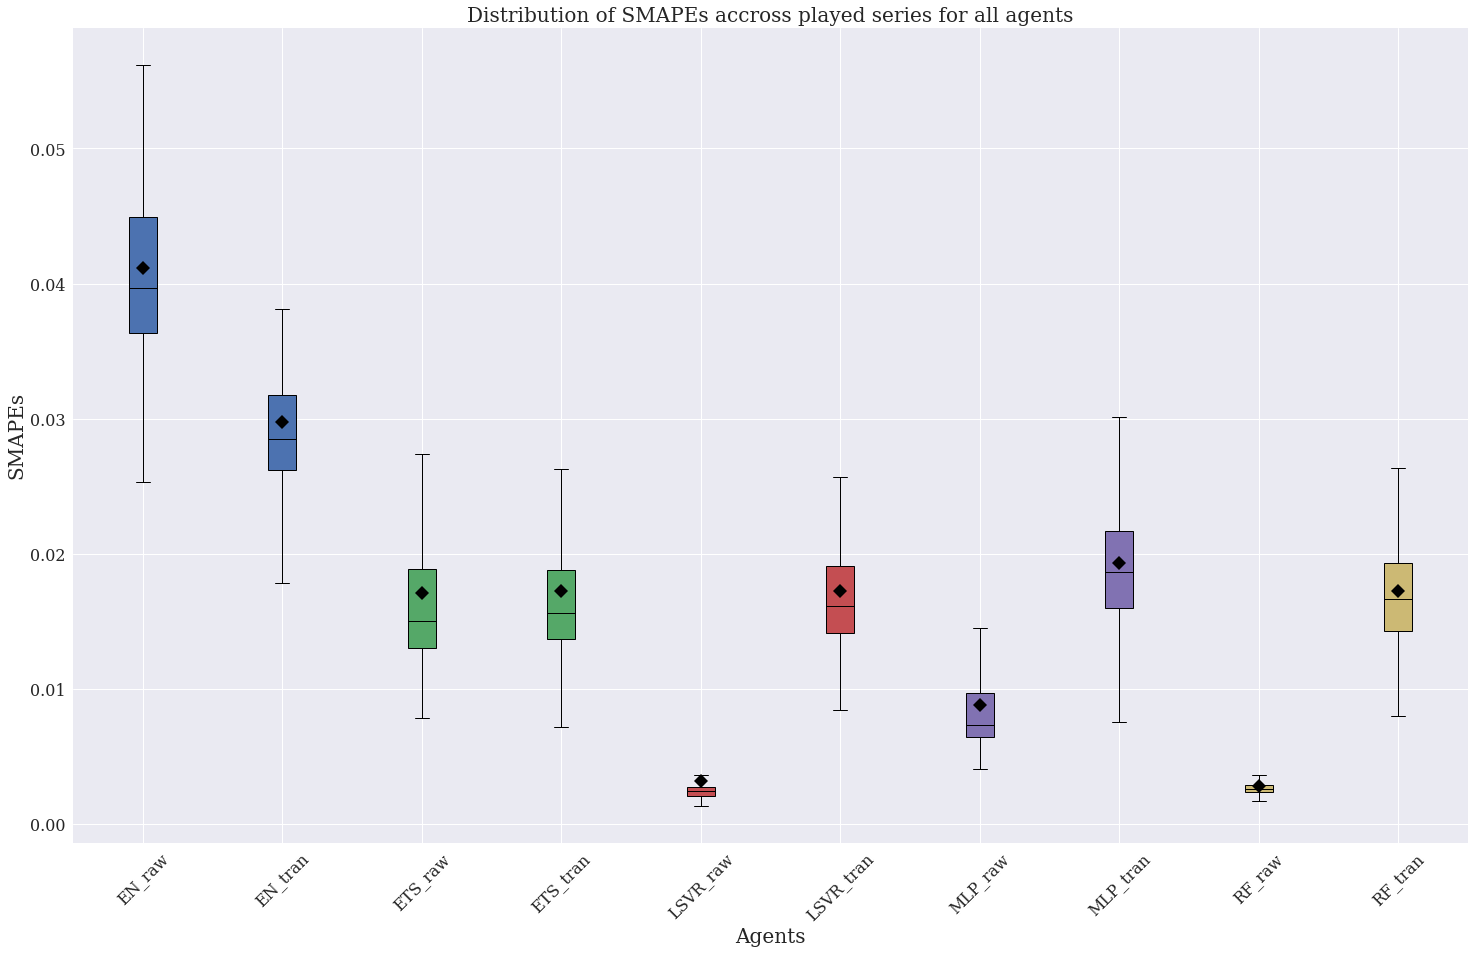 Distribution of SMAPEs accross played series for all agents
SMAPEs
0.05
0.04
0.03
0.02
0.01
0.00
EN_raw
EN_tran
ETS_raw
ETS_tran
LSVR_raw
LSVR_tran
MLP_raw
MLP_tran
RF_raw
RF_tran
Agents